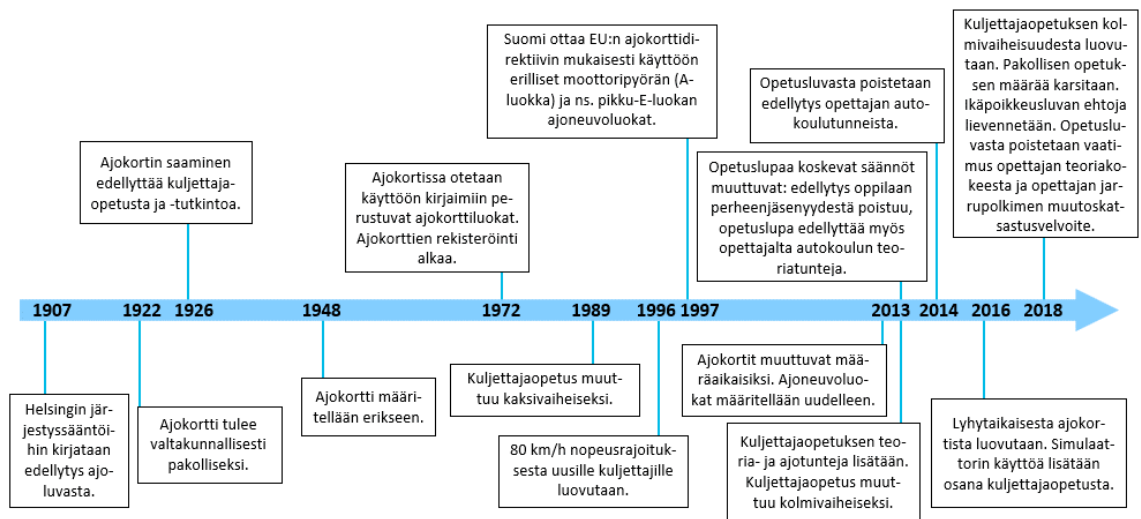 Suomi ottaa EU:n ajokorttidi-
rektiivin mukaisesti käyttöön
erilliset moottoripyörän (A-
luokka) ja ns. pikku-E-luokan
ajoneuvoluokat.
Kuljettajaopetuksen kol-
mivaiheisuudesta luovu-
taan. Pakollisen opetuk-
sen määrää karsitaan.
Ikäpoikkeusluvan ehtoja
lievennetään. Opetuslu-
vasta poistetaan vaati-
mus opettajan teoriako-
keesta ja opettajan jar-
rupolkimen muutoskat-
sastusvelvoite.
Opetusluvasta poistetaan
edellytys opettajan auto-
koulutunneista.
Ajokortin saaminen
edellyttää kuljettaja-
opetusta ja -tutkintoa.
Ajokortissa otetaan
käyttöön kirjaimiin pe-
rustuvat ajokorttiluokat.
Ajokorttien rekisteröinti
alkaa.
Opetuslupaa koskevat säännöt
muuttuvat: edellytys oppilaan
perheenjäsenyydestä poistuu,
opetuslupa edellyttää myös
opettajalta autokoulun teo-
riatunteja.
1907 1922 1926 1948 1972 1989 1996 1997 2013 2014 2016 2018
Helsingin jär-
jestyssääntöi-
hin kirjataan
edellytys ajo-
luvasta.
Ajokortti tulee
valtakunnallisesti
pakolliseksi.
Ajokortti määri-
tellään erikseen.
Kuljettajaopetus muut-
tuu kaksivaiheiseksi.
80 km/h nopeusrajoituk-
sesta uusille kuljettajille
luovutaan.
Ajokortit muuttuvat mää-
räaikaisiksi. Ajoneuvoluo-
kat määritellään uudelleen.
Kuljettajaopetuksen teo-
ria- ja ajotunteja lisätään.
Kuljettajaopetus muut-
tuu kolmivaiheiseksi.
Lyhytaikaisesta ajokor-
tista luovutaan. Simulaat-
torin käyttöä lisätään
osana kuljettajaopetusta.